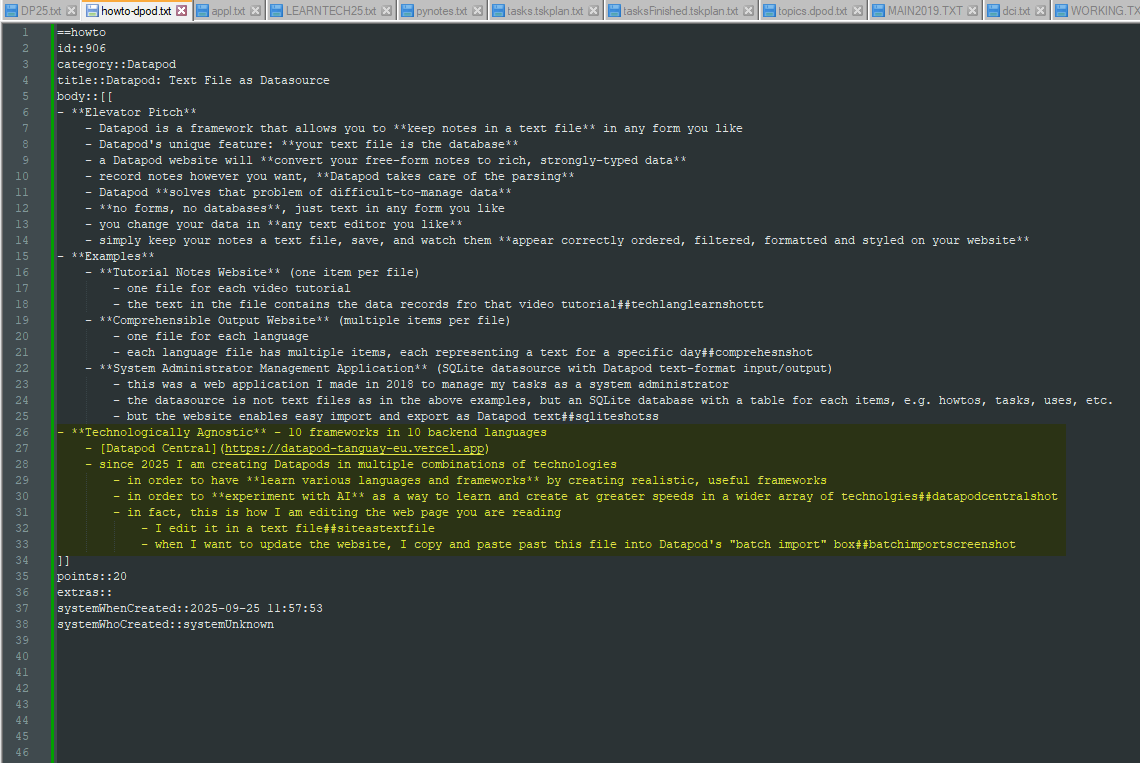 DP25.txt howto-dpod.txt appl.txt LEARNTECH25.txt pynotes.txt tasks.tskplan.txt tasksFinished.tskplan.txt topics.dpod.txt MAIN2019.TXT dci.txt WORKING.TX
1 ==howto
2 id::906
3 category::Datapod
4 title::Datapod: Text File as Datasource
5 body::[[
6 - **Elevator Pitch**
7 - Datapod is a framework that allows you to **keep notes in a text file** in any form you like
8 - Datapod's unique feature: **your text file is the database**
9 - a Datapod website will **convert your free-form notes to rich, strongly-typed data**
10 - record notes however you want, **Datapod takes care of the parsing**
11 - Datapod **solves that problem of difficult-to-manage data**
12 - **no forms, no databases**, just text in any form you like
13 - you change your data in **any text editor you like**
14 - simply keep your notes a text file, save, and watch them **appear correctly ordered, filtered, formatted and styled on your website**
15 - **Examples**
16 - **Tutorial Notes Website** (one item per file)
17 - one file for each video tutorial
18 - the text in the file contains the data records fro that video tutorial##techlanglearnshottt
19 - **Comprehensible Output Website** (multiple items per file)
20 - one file for each language
21 - each language file has multiple items, each representing a text for a specific day##comprehesnshot
22 - **System Administrator Management Application** (SQLite datasource with Datapod text-format input/output)
23 - this was a web application I made in 2018 to manage my tasks as a system administrator
24 - the datasource is not text files as in the above examples, but an SQLite database with a table for each items, e.g. howtos, tasks, uses, etc.
25 - but the website enables easy import and export as Datapod text##sqliteshotss
26 - **Technologically Agnostic** - 10 frameworks in 10 backend languages
27 - [Datapod Central](https://datapod-tanguay-eu.vercel.app)
28 - since 2025 I am creating Datapods in multiple combinations of technologies
29 - in order to have **learn various languages and frameworks** by creating realistic, useful frameworks
30 - in order to **experiment with AI** as a way to learn and create at greater speeds in a wider array of technolgies##datapodcentralshot
31 - in fact, this is how I am editing the web page you are reading
32 - I edit it in a text file##siteastextfile
33 - when I want to update the website, I copy and paste past this file into Datapod's "batch import" box##batchimportscreenshot
34 ]]
35 points::20
36 extras::
37 systemWhenCreated::2025-09-25 11:57:53
38 systemWhoCreated::systemUnknown
39
40
41
42
43
44
45
46